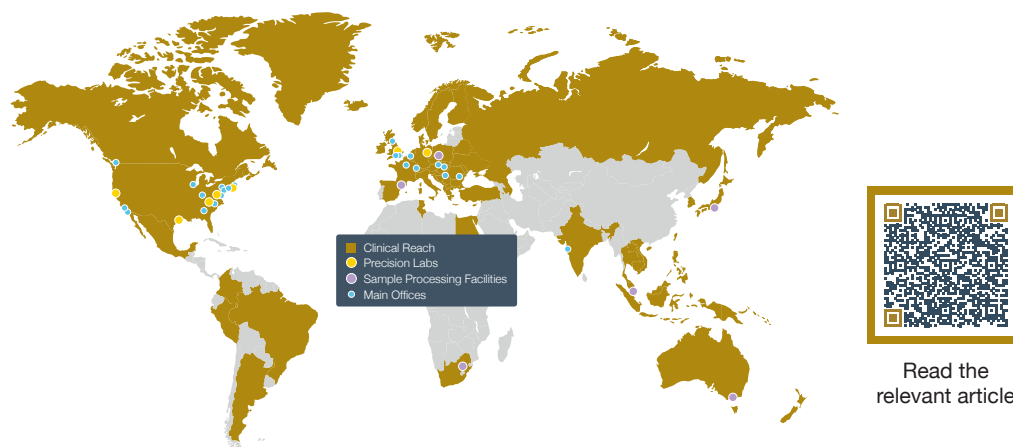 Clinical Reach
Precision Labs
Sample Processing Facilities
Main Offices
Read the
relevant article